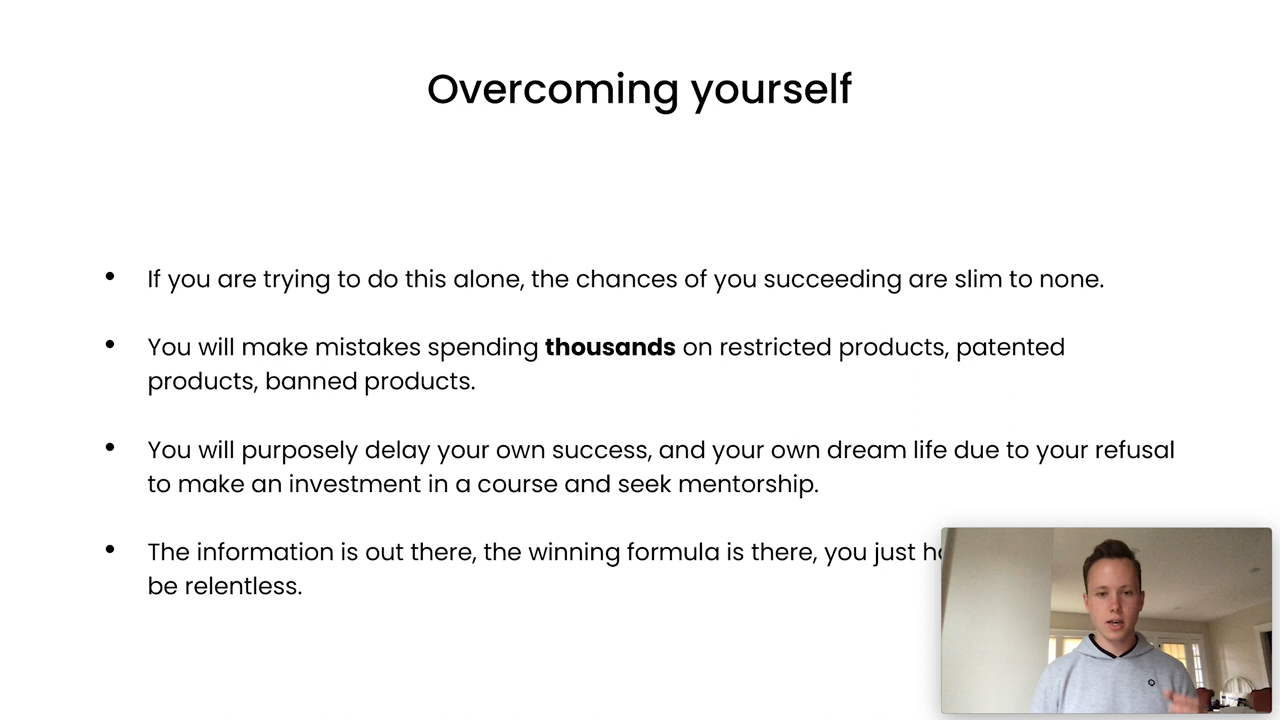 Overcoming yourself
If you are trying to do this alone, the chances of you succeeding are slim to none.
You will make mistakes spending thousands on restricted products, patented
products, banned products.
You will purposely delay your own success, and your own dream life due to your refusal
to make an investment in a course and seek mentorship.
The information is out there, the winning formula is there, you just
be relentless.